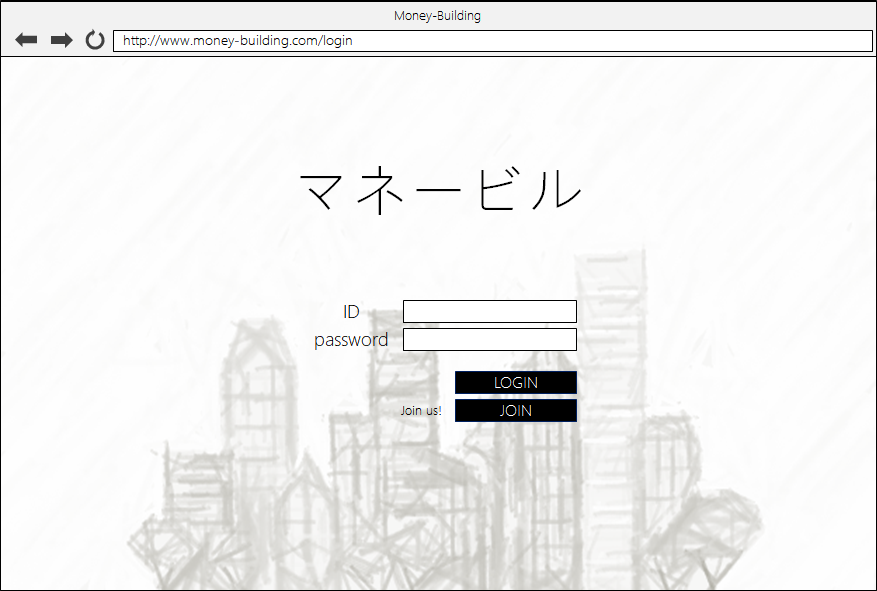 Money-Building
http://www.money-building.com/login
マネービル
ID
password
LOGIN
Join us! JOIN